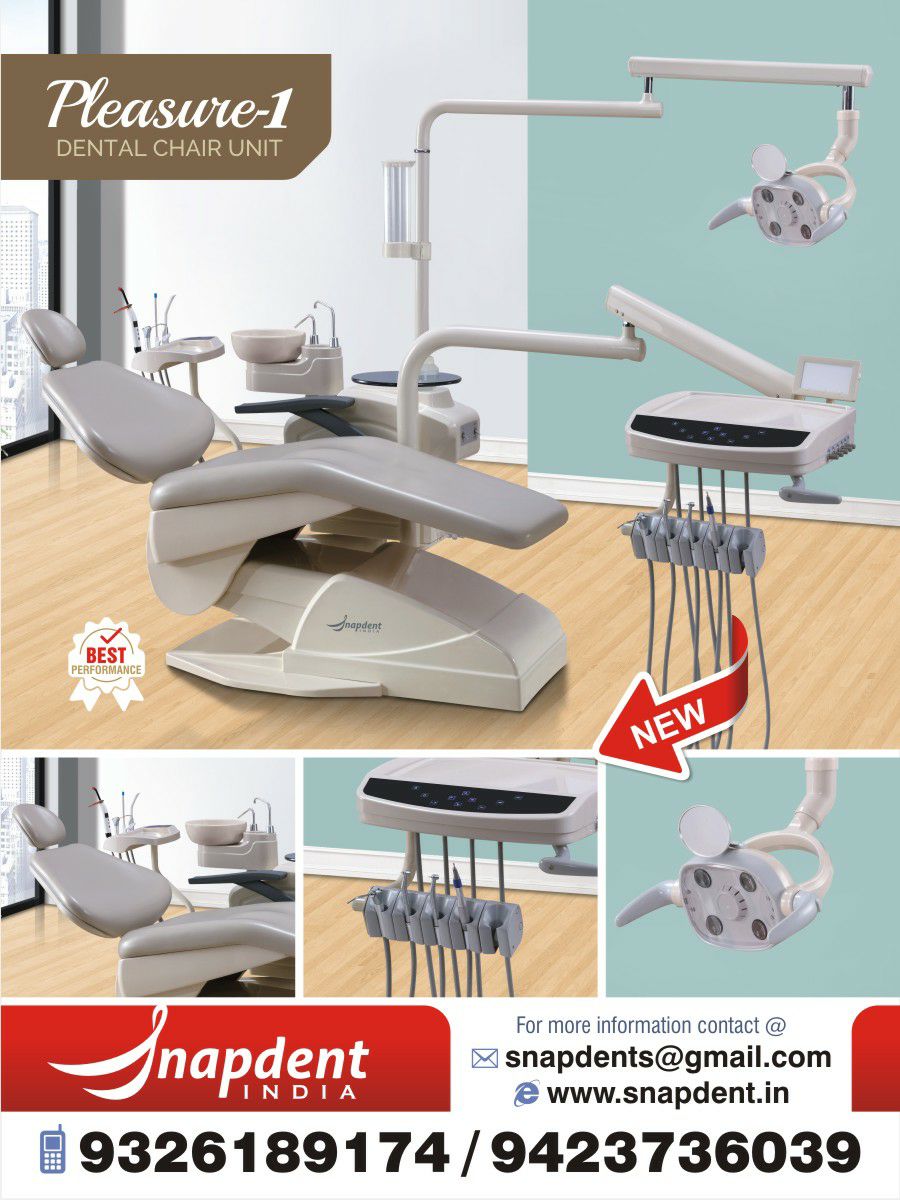 Pleasure-1
DENTAL CHAIR UNIT
Snapdent
INDIA
BEST
PERFORMANCE
NEW
Snapdent
INDIA
For more information contact @
snapdents@gmail.com
www.snapdent.in
9326189174 / 9423736039